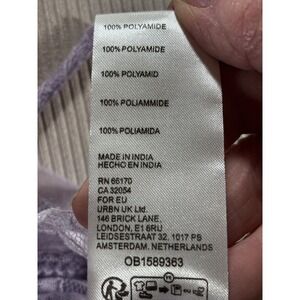 100% POLYAMIDE
100% POLYAMIDE
100% POLYAMID
100% POLIAMMIDE
100% POLIAMIDA
MADE IN INDIA
HECHO EN INDIA
RN 66170
CA 32054
FOR EU
URBN UK Ltd.
146 BRICK LANE,
LONDON, E1 6RU
LEIDSESTRAAT 32, 1017 PB
AMSTERDAM, NETHERLANDS
OB1589363